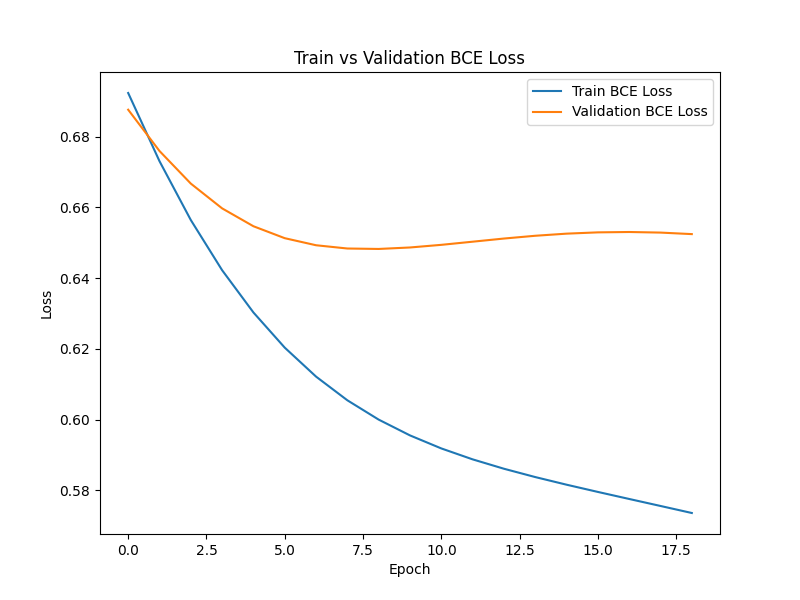 Train vs Validation BCE Loss
Train BCE Loss
Validation BCE Loss
0.68
0.66
0.64
0.62
0.60
0.58
Loss
0.0 2.5 5.0 7.5 10.0 12.5 15.0 17.5
Epoch